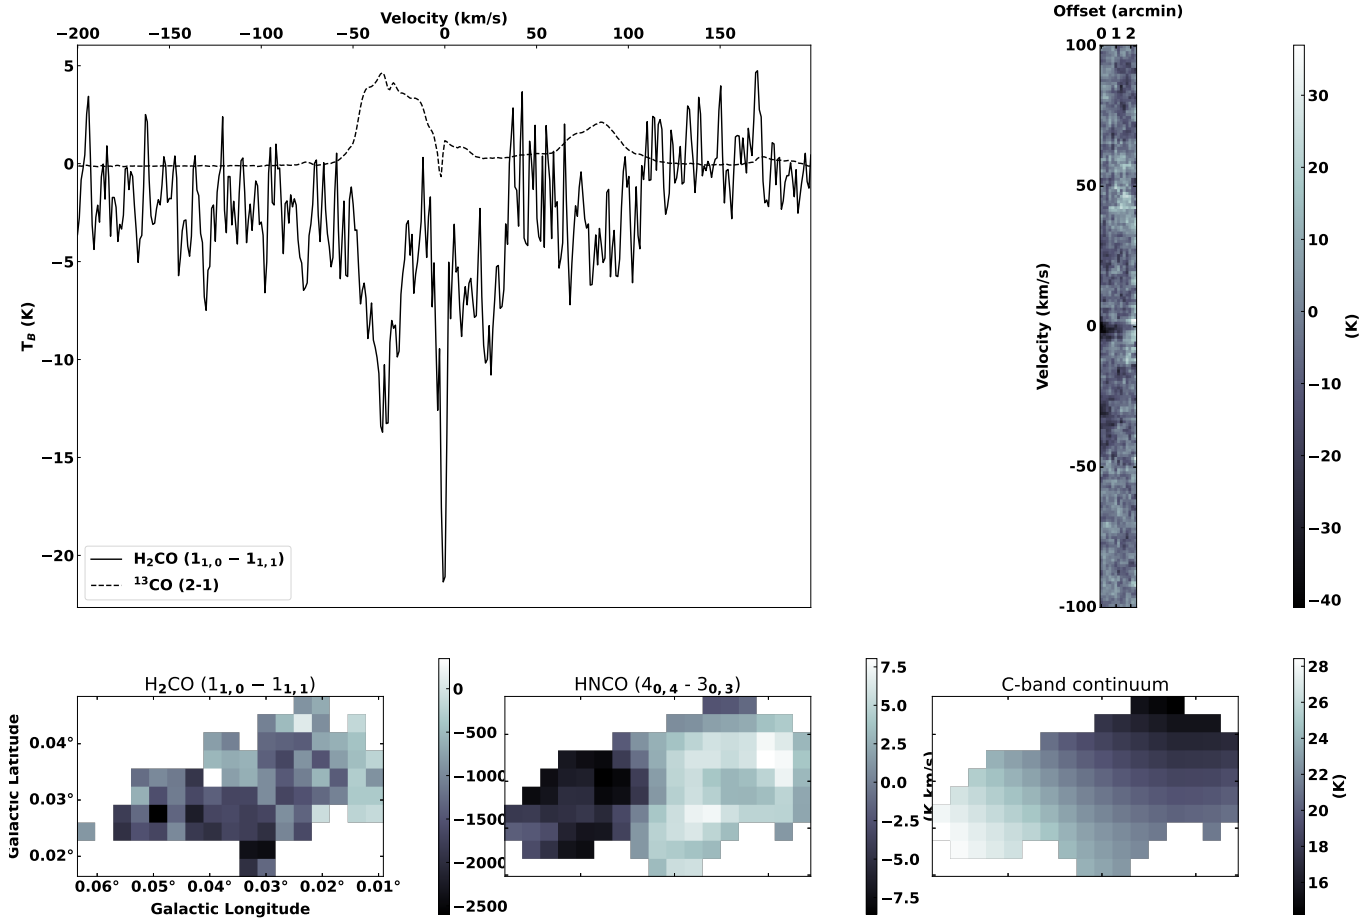 Velocity (km/s)
−200 −150 −100 −50 0 50 100 150
5
0
−5
−10
−15
−20
T_B (K)
H₂CO (1₁,₀ − 1₁,₁)
¹³CO (2-1)
Offset (arcmin)
0 1 2
100
50
0
-50
-100
Velocity (km/s)
30
20
10
0
−10
−20
−30
−40
(K)
H₂CO (1₁,₀ − 1₁,₁)
0.04°
0.03°
0.02°
Galactic Latitude
0.06° 0.05° 0.04° 0.03° 0.02° 0.01°
Galactic Longitude
0
−500
−1000
−1500
−2000
−2500
HNCO (4₀,₄ - 3₀,₃)
7.5
5.0
2.5
0.0
−2.5
−5.0
−7.5
(K km/s)
C-band continuum
28
26
24
22
20
18
16
(K)